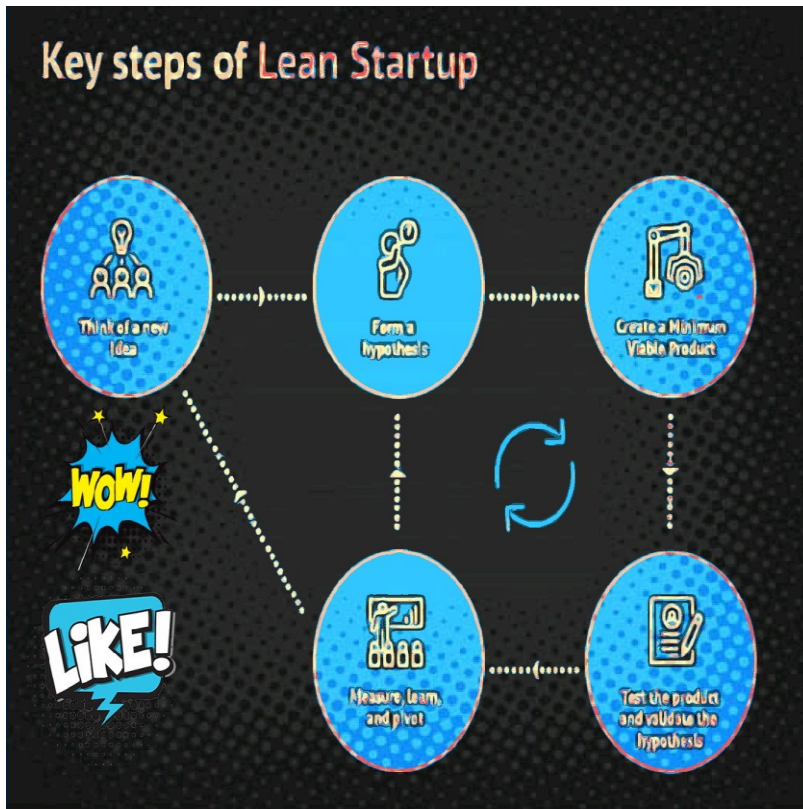 Key steps of Lean Startup
Think of a new
Idea
Form a
hypothesis
Create a Minimum
Viable Product
WOW!
LiKE!
Measure, learn,
and pivot
Test the product
and validate the
hypothesis